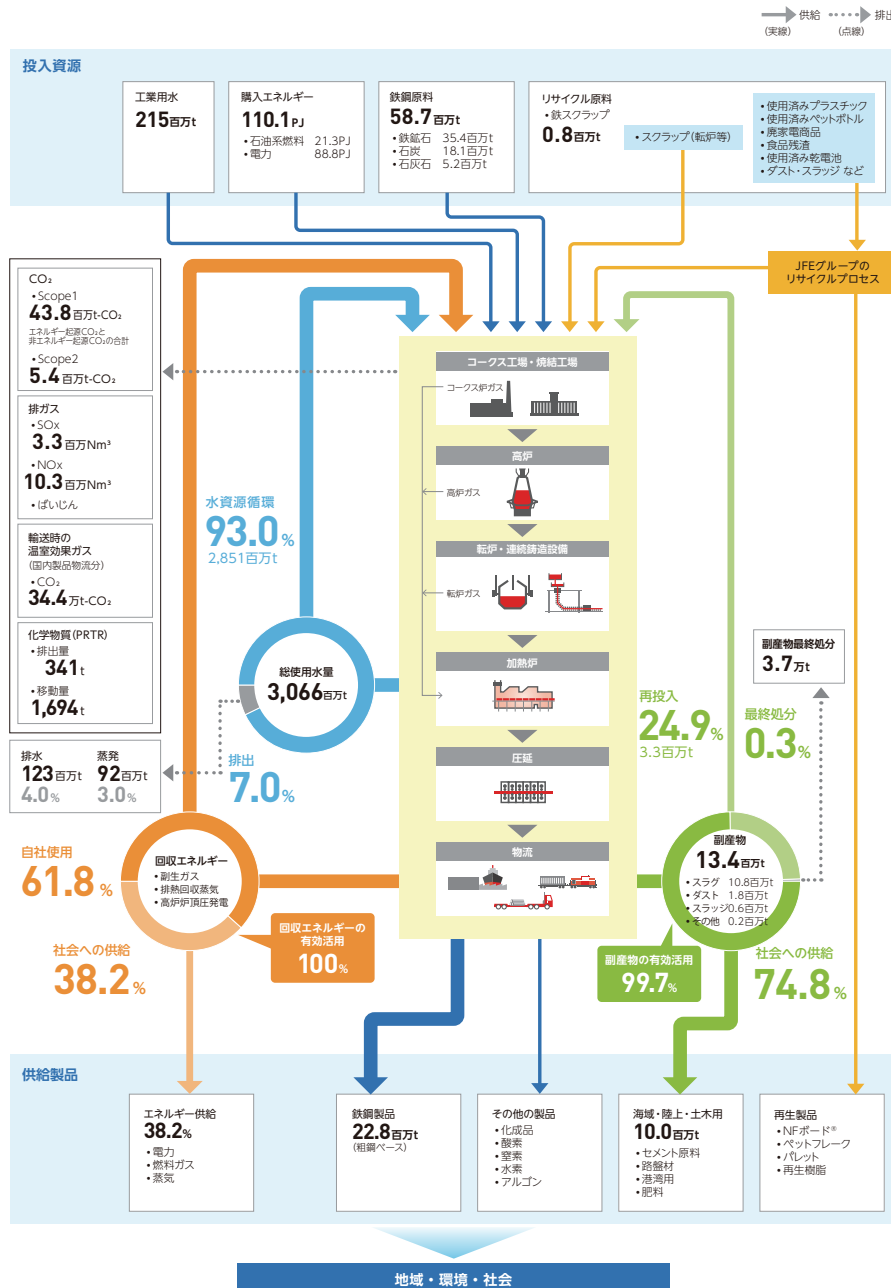 供給
(実線)
排出
(点線)
投入資源
工業用水
215百万t
購入エネルギー
110.1PJ
・石油系燃料 21.3PJ
・電力 88.8PJ
鉄鋼原料
58.7百万t
・鉄鉱石 35.4百万t
・石炭 18.1百万t
・石灰石 5.2百万t
リサイクル原料
・鉄スクラップ
0.8百万t
・スクラップ(転炉等)
・使用済みプラスチック
・使用済みペットボトル
・廃家電商品
・食品残渣
・使用済み乾電池
・ダスト・スラッジ など
JFEグループの
リサイクルプロセス
CO₂
・Scope1
43.8百万t-CO₂
エネルギー起源CO₂と
非エネルギー起源CO₂の合計
・Scope2
5.4百万t-CO₂
排ガス
・SOx
3.3百万Nm³
・NOx
10.3百万Nm³
・ばいじん
輸送時の
温室効果ガス
(国内製品物流分)
・CO₂
34.4万t-CO₂
化学物質(PRTR)
・排出量
341t
・移動量
1,694t
排水
123百万t
4.0%
蒸発
92百万t
3.0%
水資源循環
93.0%
2,851百万t
総使用水量
3,066百万t
排出
7.0%
コークス工場・焼結工場
コークス炉ガス
高炉
高炉ガス
転炉・連続鋳造設備
転炉ガス
加熱炉
圧延
物流
副産物最終処分
3.7万t
再投入
24.9%
3.3百万t
最終処分
0.3%
自社使用
61.8%
回収エネルギー
・副生ガス
・排熱回収蒸気
・高炉炉頂圧発電
回収エネルギーの
有効活用
100%
社会への供給
38.2%
副産物
13.4百万t
・スラグ 10.8百万t
・ダスト 1.8百万t
・スラッジ0.6百万t
・その他 0.2百万t
副産物の有効活用
99.7%
社会への供給
74.8%
供給製品
エネルギー供給
38.2%
・電力
・燃料ガス
・蒸気
鉄鋼製品
22.8百万t
(粗鋼ベース)
その他の製品
・化成品
・酸素
・窒素
・水素
・アルゴン
海域・陸上・土木用
10.0百万t
・セメント原料
・路盤材
・港湾用
・肥料
再生製品
・NFボード®
・ペットフレーク
・パレット
・再生樹脂
地域・環境・社会